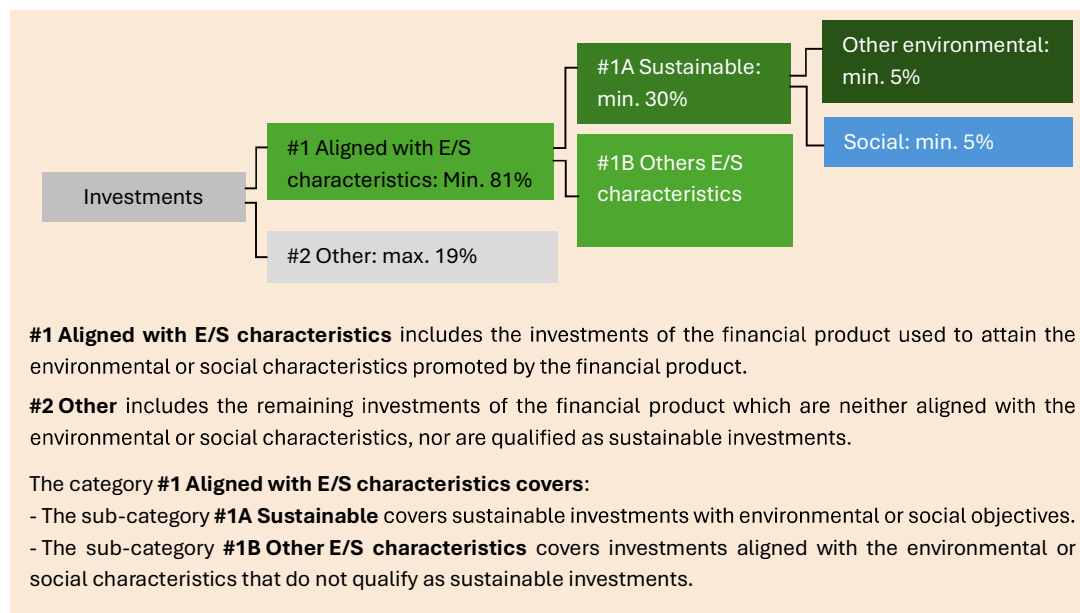 Other environmental:
min. 5%
#1A Sustainable:
min. 30%
Social: min. 5%
#1 Aligned with E/S
characteristics: Min. 81%
#1B Others E/S
characteristics
Investments
#2 Other: max. 19%
#1 Aligned with E/S characteristics includes the investments of the financial product used to attain the
environmental or social characteristics promoted by the financial product.
#2 Other includes the remaining investments of the financial product which are neither aligned with the
environmental or social characteristics, nor are qualified as sustainable investments.
The category #1 Aligned with E/S characteristics covers:
- The sub-category #1A Sustainable covers sustainable investments with environmental or social objectives.
- The sub-category #1B Other E/S characteristics covers investments aligned with the environmental or
social characteristics that do not qualify as sustainable investments.